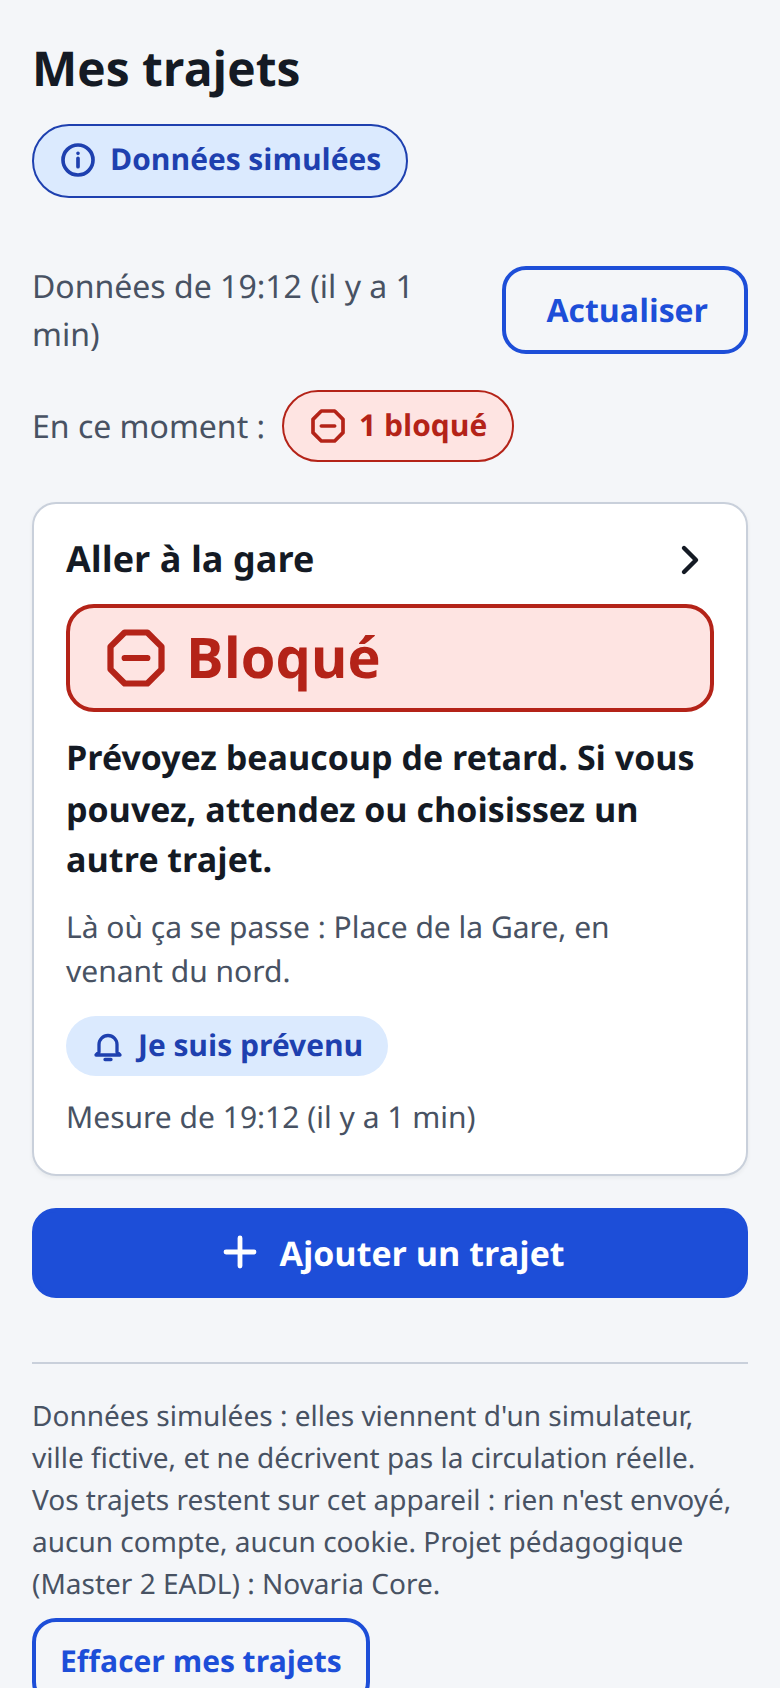 Mes trajets
Données simulées
Données de 19:12 (il y a 1
min)
Actualiser
En ce moment :
1 bloqué
Aller à la gare
Bloqué
Prévoyez beaucoup de retard. Si vous
pouvez, attendez ou choisissez un
autre trajet.
Là où ça se passe : Place de la Gare, en
venant du nord.
Je suis prévenu
Mesure de 19:12 (il y a 1 min)
Ajouter un trajet
Données simulées : elles viennent d'un simulateur,
ville fictive, et ne décrivent pas la circulation réelle.
Vos trajets restent sur cet appareil : rien n'est envoyé,
aucun compte, aucun cookie. Projet pédagogique
(Master 2 EADL) : Novaria Core.
Effacer mes trajets